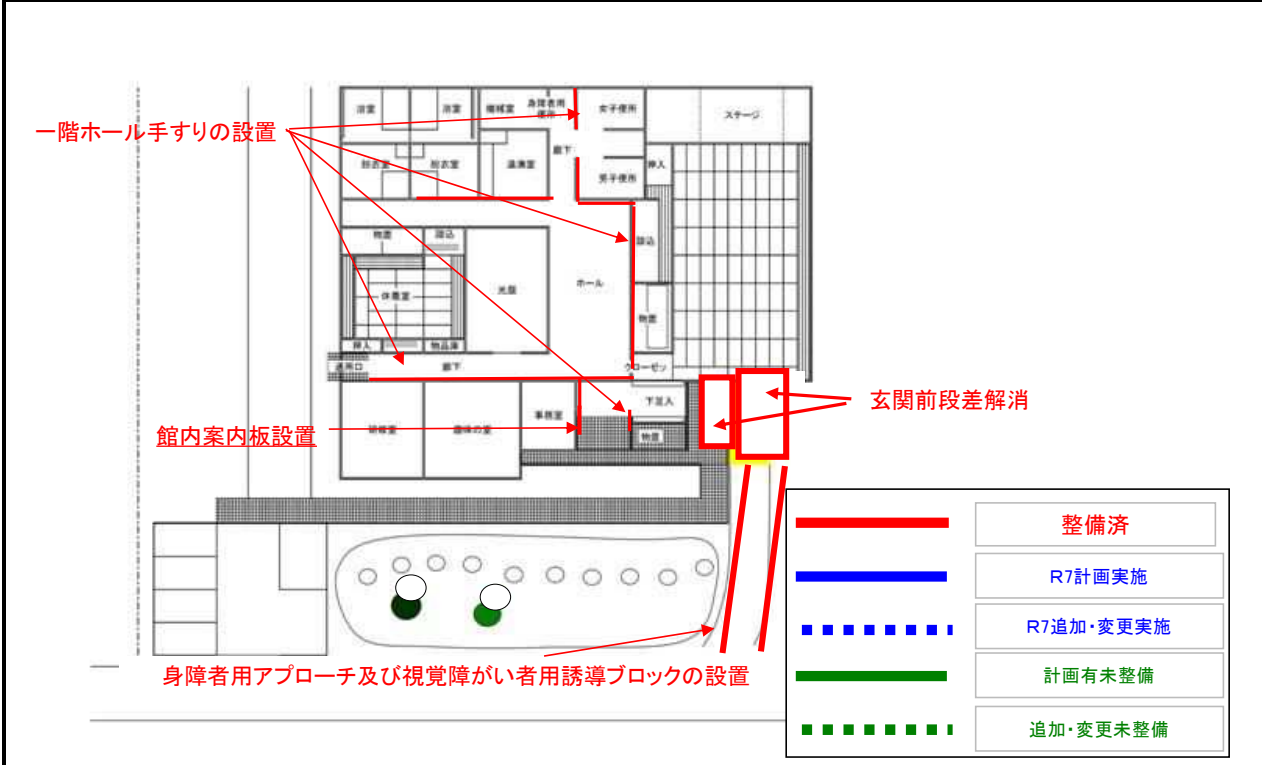 浴室
浴室
機械室
身障者用
便所
女子便所
ステージ
一階ホール手すりの設置
脱衣室
脱衣室
湯沸室
廊下
男子便所
押入
物置
踏込
踏込
休養室
ホール
物置
押入
物品庫
廊下
クローゼット
玄関前段差解消
下足入
事務室
館内案内板設置
研修室
趣味の室
物置
整備済
R7計画実施
R7追加・変更実施
計画有未整備
追加・変更未整備
身障者用アプローチ及び視覚障がい者用誘導ブロックの設置